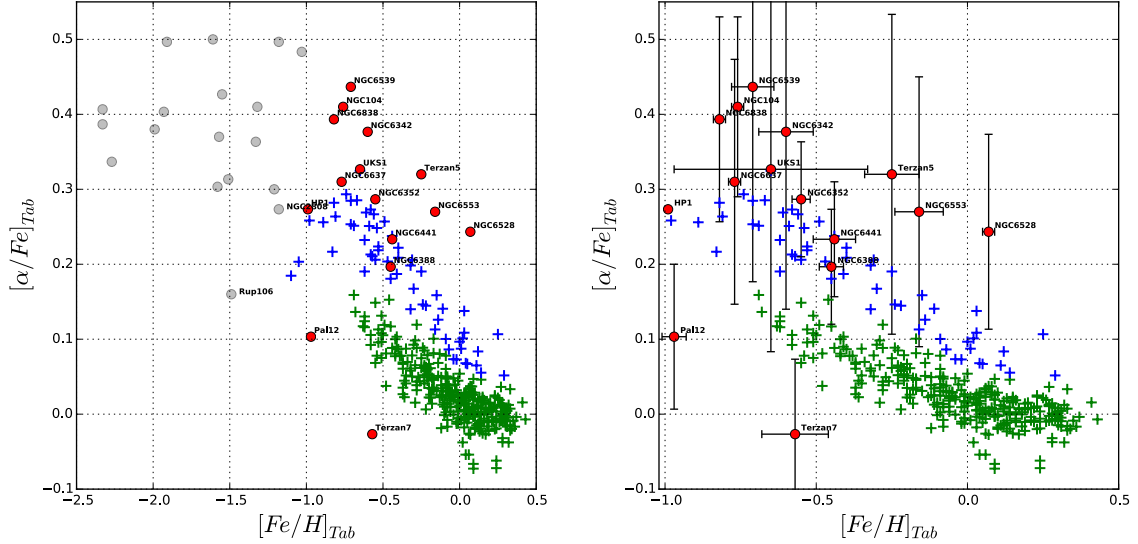 0.5
0.4
0.3
0.2
0.1
0.0
−0.1
[α/Fe]Tab
−2.5 −2.0 −1.5 −1.0 −0.5 0.0 0.5
[Fe/H]Tab
NGC6539
NGC104
NGC6838
NGC6342
UKS1
Terzan5
NGC6637
NGC6352
HP1
NGC6553
NGC6528
NGC6441
NGC6388
Rup106
Pal12
Terzan7
0.5
0.4
0.3
0.2
0.1
0.0
−0.1
[α/Fe]Tab
−1.0 −0.5 0.0 0.5
[Fe/H]Tab
NGC6539
NGC104
NGC6838
NGC6342
UKS1
Terzan5
NGC6637
NGC6352
HP1
NGC6553
NGC6528
NGC6441
NGC6388
Pal12
Terzan7